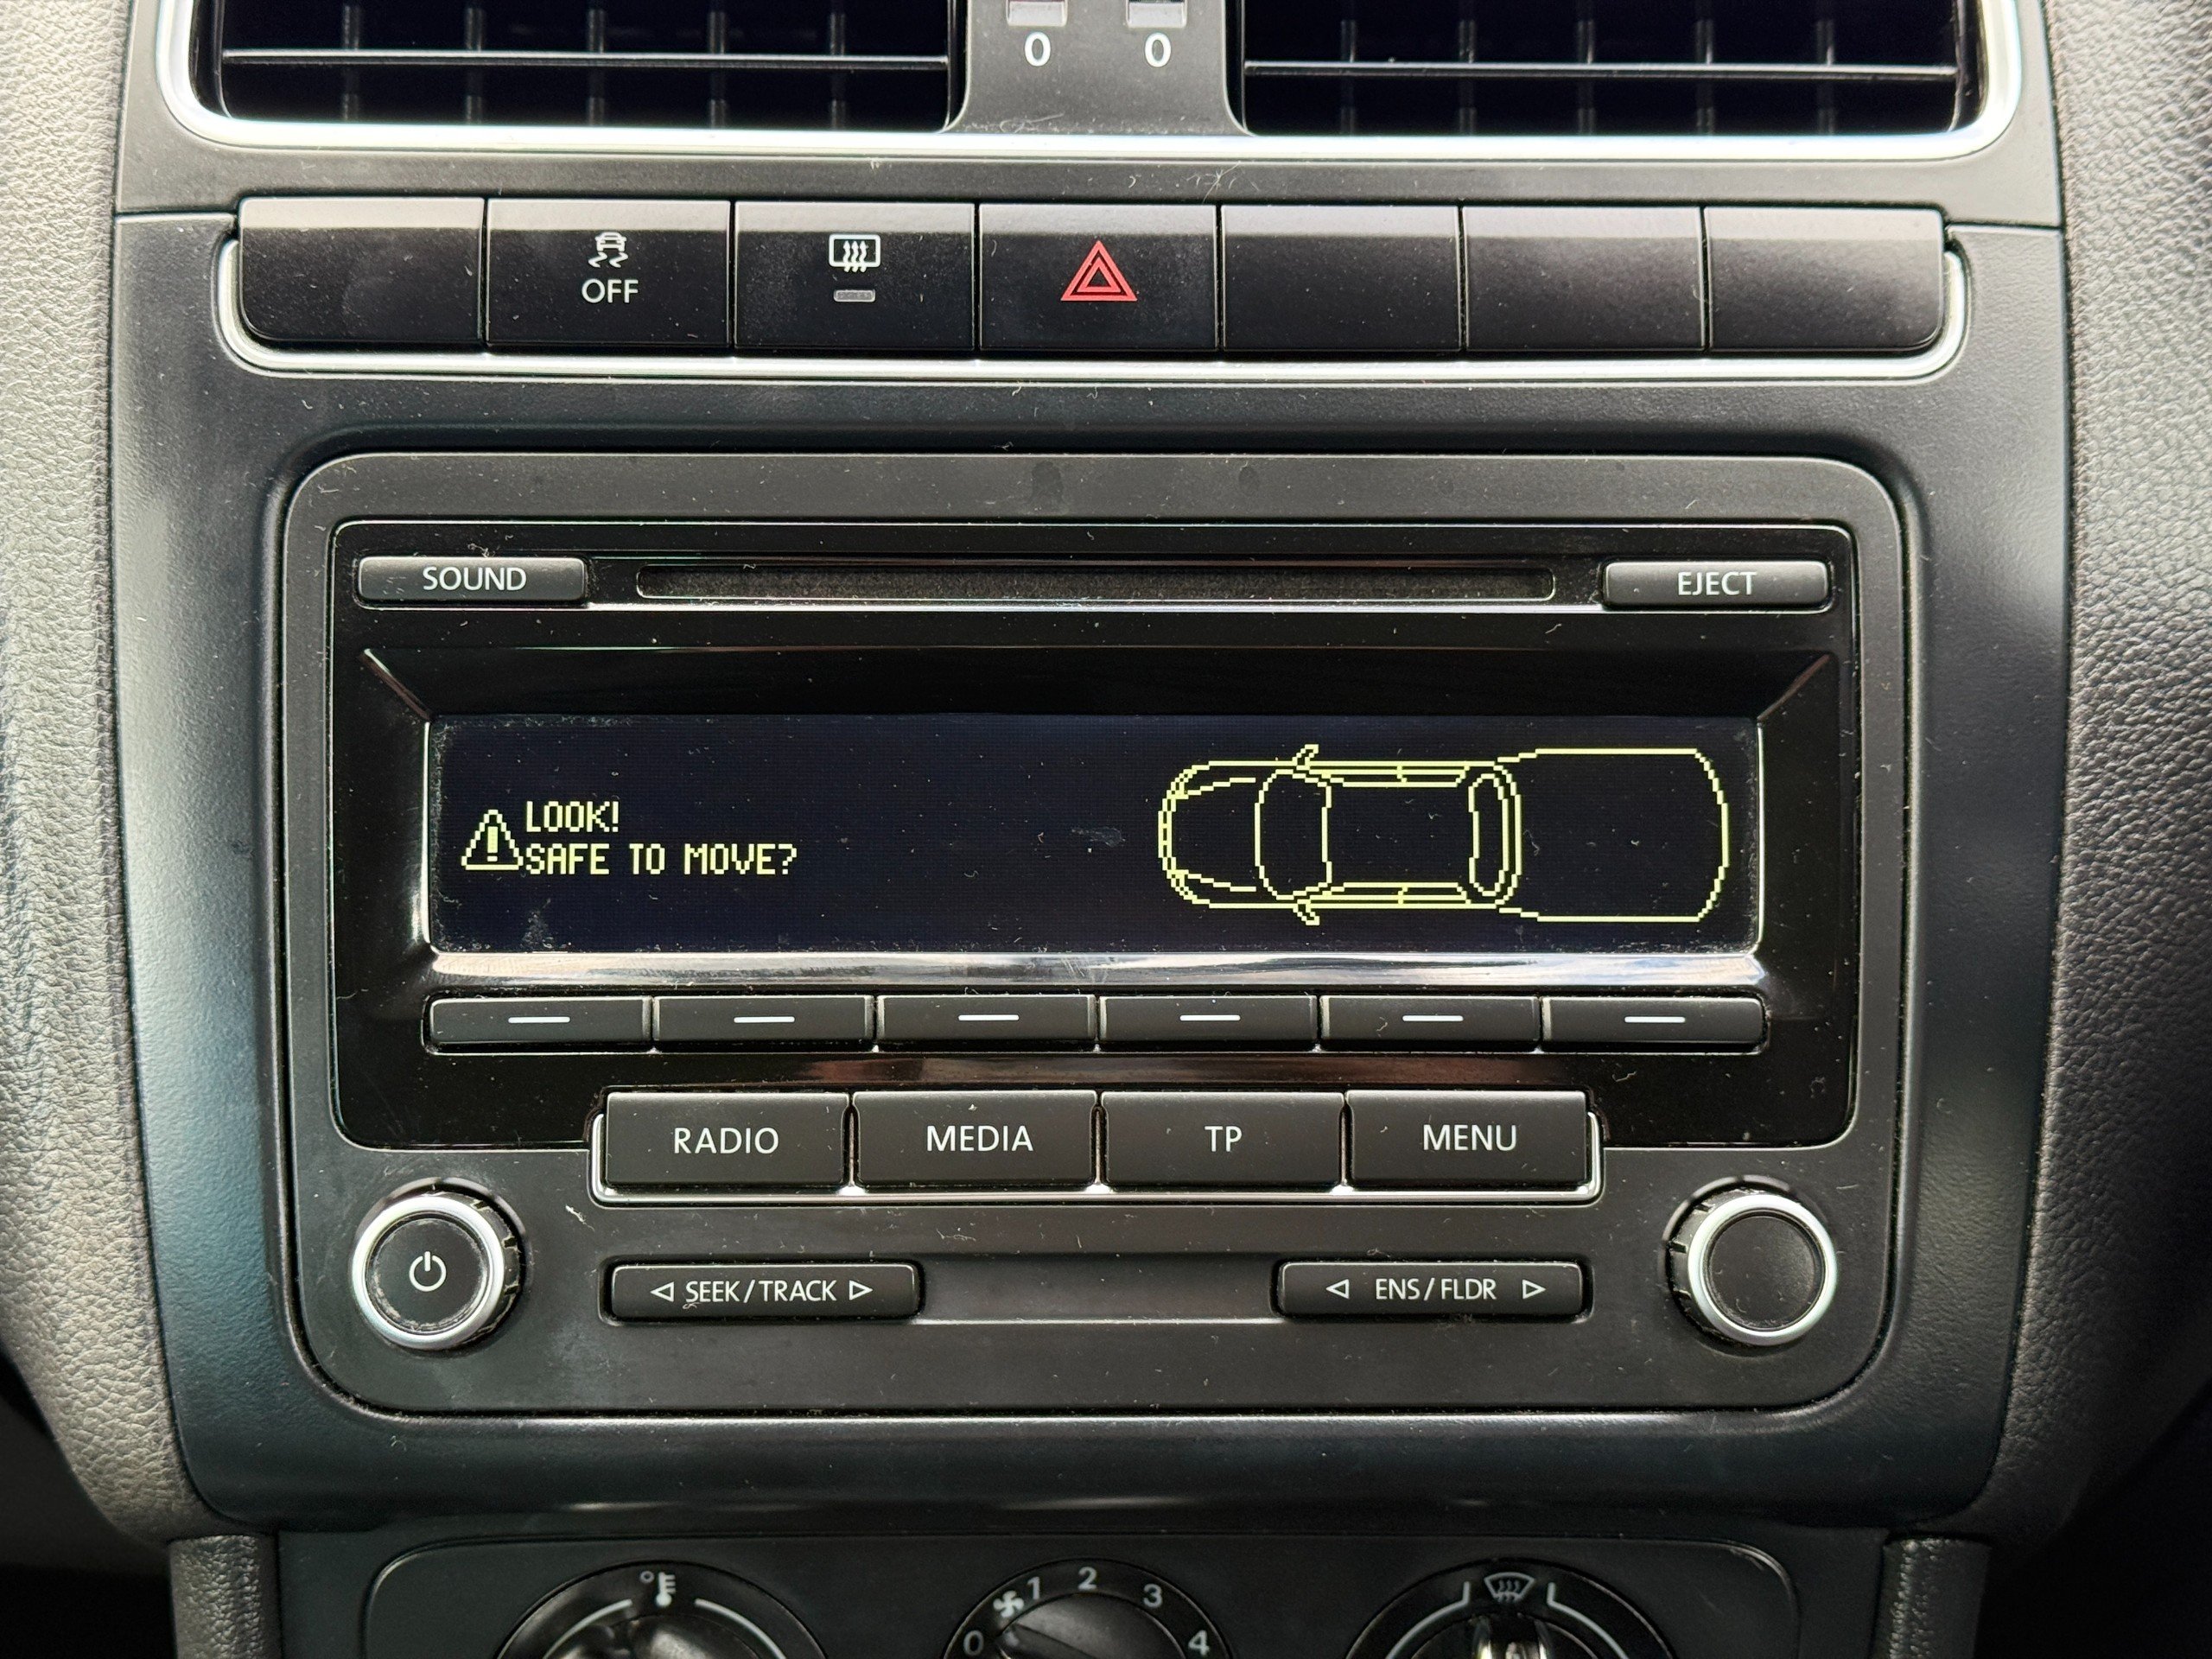 0 0
OFF
SOUND
EJECT
LOOK!
SAFE TO MOVE?
RADIO MEDIA TP MENU
SEEK/TRACK
ENS/FLDR
0 1 2 3 4